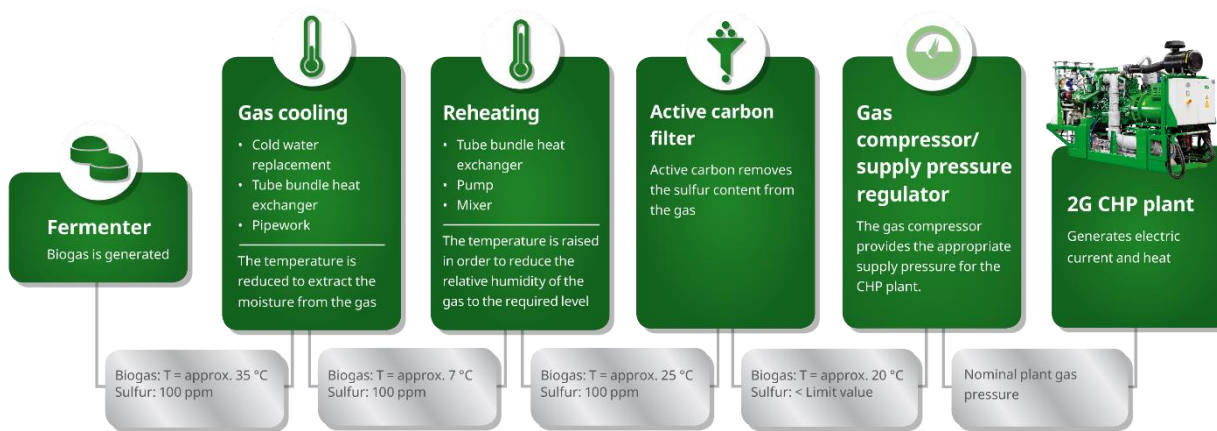 Fermenter
Biogas is generated
Gas cooling
• Cold water
replacement
• Tube bundle heat
exchanger
• Pipework
The temperature is
reduced to extract the
moisture from the gas
Reheating
• Tube bundle heat
exchanger
• Pump
• Mixer
The temperature is raised
in order to reduce the
relative humidity of the
gas to the required level
Active carbon
filter
Active carbon removes
the sulfur content from
the gas
Gas
compressor/
supply pressure
regulator
The gas compressor
provides the appropriate
supply pressure for the
CHP plant.
2G CHP plant
Generates electric
current and heat
Biogas: T = approx. 35 °C
Sulfur: 100 ppm
Biogas: T = approx. 7 °C
Sulfur: 100 ppm
Biogas: T = approx. 25 °C
Sulfur: 100 ppm
Biogas: T = approx. 20 °C
Sulfur: < Limit value
Nominal plant gas
pressure